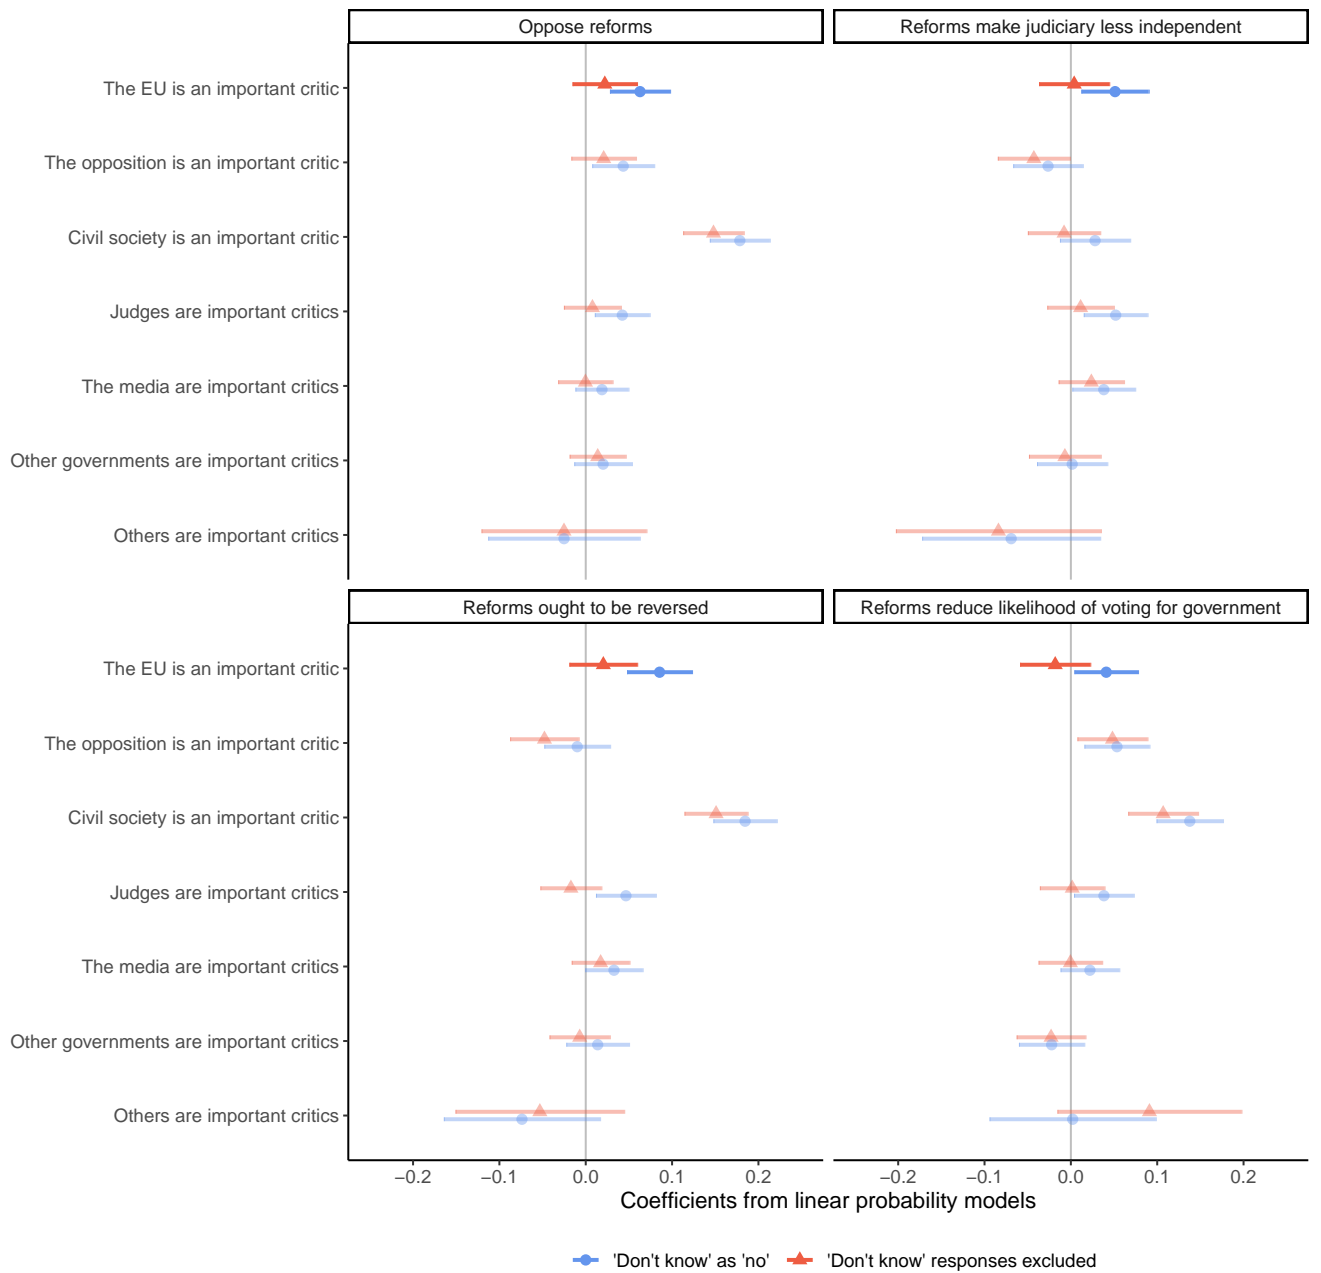 Oppose reforms
Reforms make judiciary less independent
The EU is an important critic
The opposition is an important critic
Civil society is an important critic
Judges are important critics
The media are important critics
Other governments are important critics
Others are important critics
Reforms ought to be reversed
Reforms reduce likelihood of voting for government
The EU is an important critic
The opposition is an important critic
Civil society is an important critic
Judges are important critics
The media are important critics
Other governments are important critics
Others are important critics
−0.2 −0.1 0.0 0.1 0.2
−0.2 −0.1 0.0 0.1 0.2
Coefficients from linear probability models
'Don't know' as 'no'
'Don't know' responses excluded